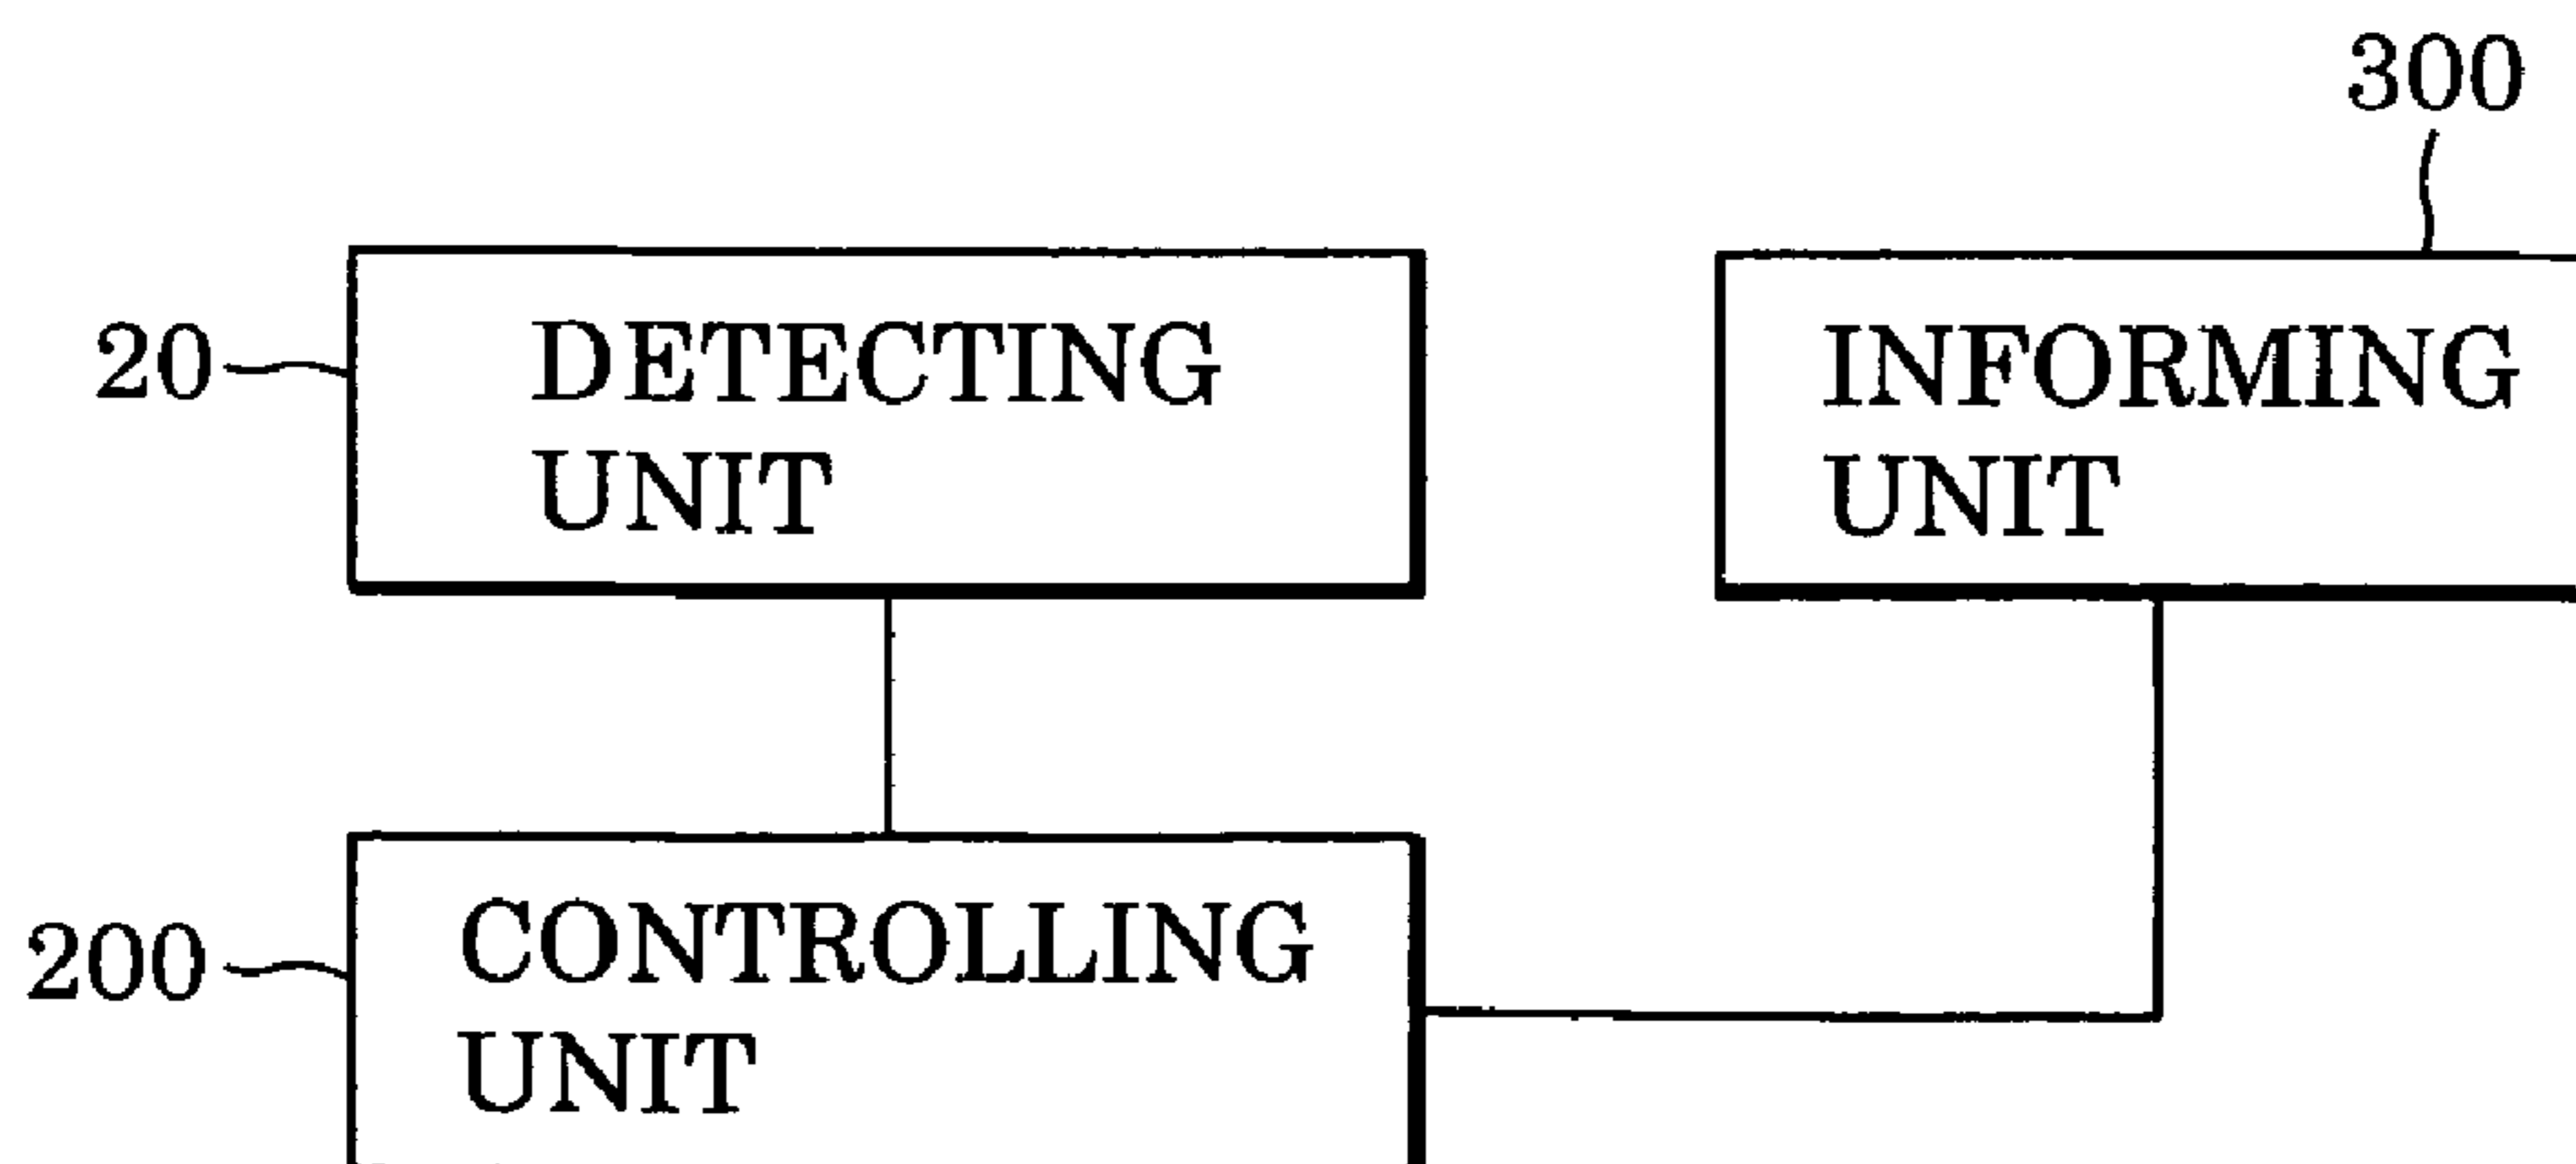 300
20
DETECTING
UNIT
INFORMING
UNIT
200
CONTROLLING
UNIT